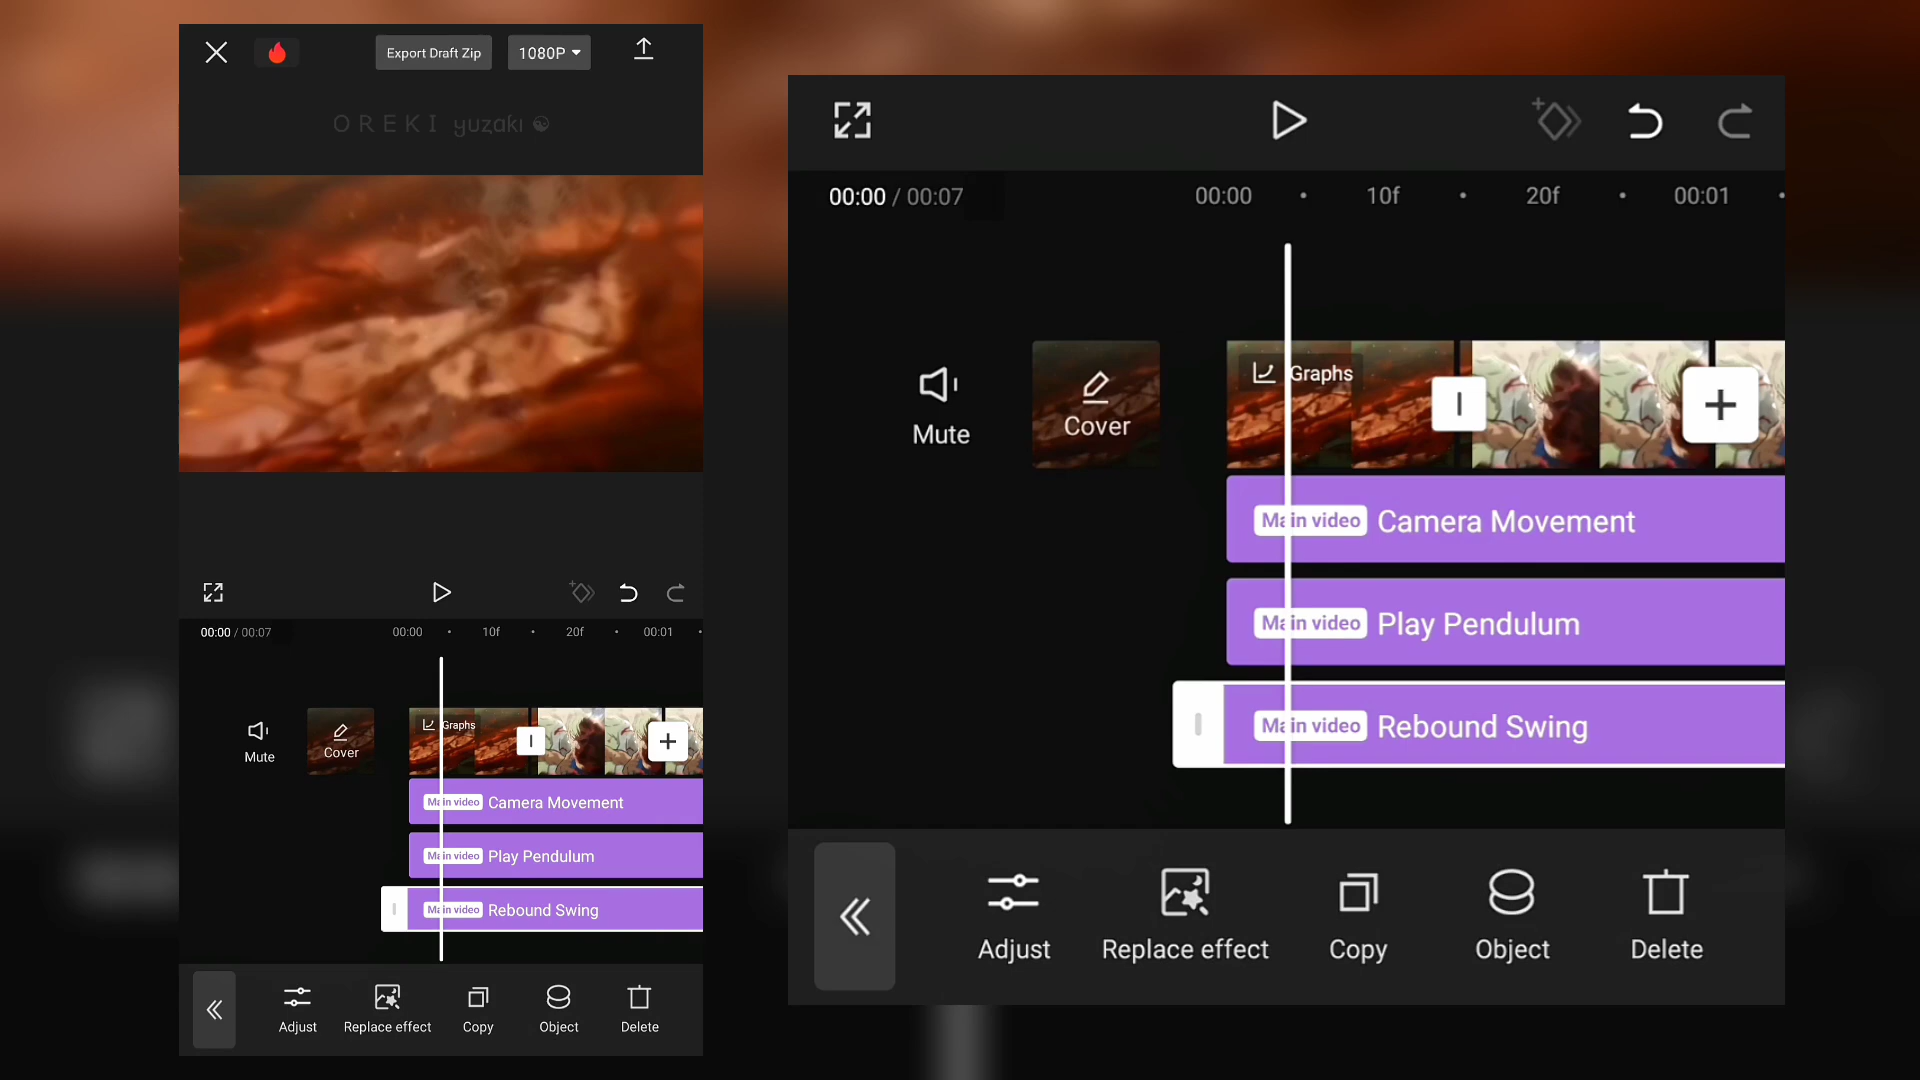 Export Draft Zip
1080P
OREKI yuzaki
00:00 / 00:07
00:00
10f
20f
00:01
Graphs
Mute
Cover
Main video Camera Movement
Main video Play Pendulum
Main video Rebound Swing
Adjust
Replace effect
Copy
Object
Delete
00:00 / 00:07
00:00
10f
20f
00:01
Graphs
Mute
Cover
Main video Camera Movement
Main video Play Pendulum
Main video Rebound Swing
Adjust
Replace effect
Copy
Object
Delete